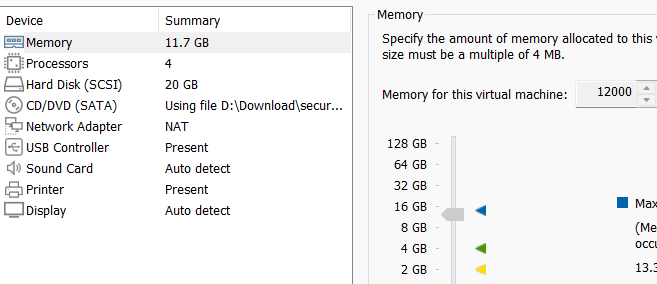 Device Summary
Memory 11.7 GB
Processors 4
Hard Disk (SCSI) 20 GB
CD/DVD (SATA) Using file D:\Download\secur...
Network Adapter NAT
USB Controller Present
Sound Card Auto detect
Printer Present
Display Auto detect
Memory
Specify the amount of memory allocated to this
size must be a multiple of 4 MB.
Memory for this virtual machine: 12000
128 GB
64 GB
32 GB
16 GB
8 GB
4 GB
2 GB
Max
(Me
occu
13.3